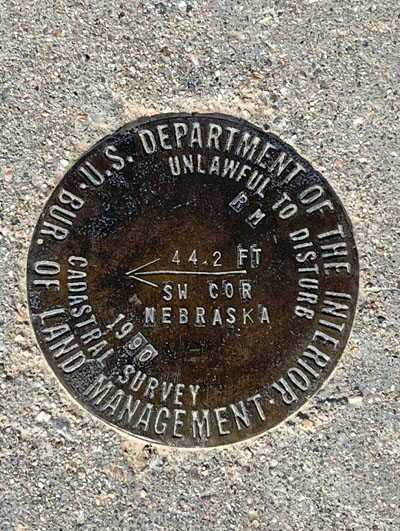 U.S. DEPARTMENT OF THE INTERIOR
BUR. OF LAND MANAGEMENT
UNLAWFUL TO DISTURB
B M
44.2 FT
SW COR
NEBRASKA
1990
CADASTRAL SURVEY